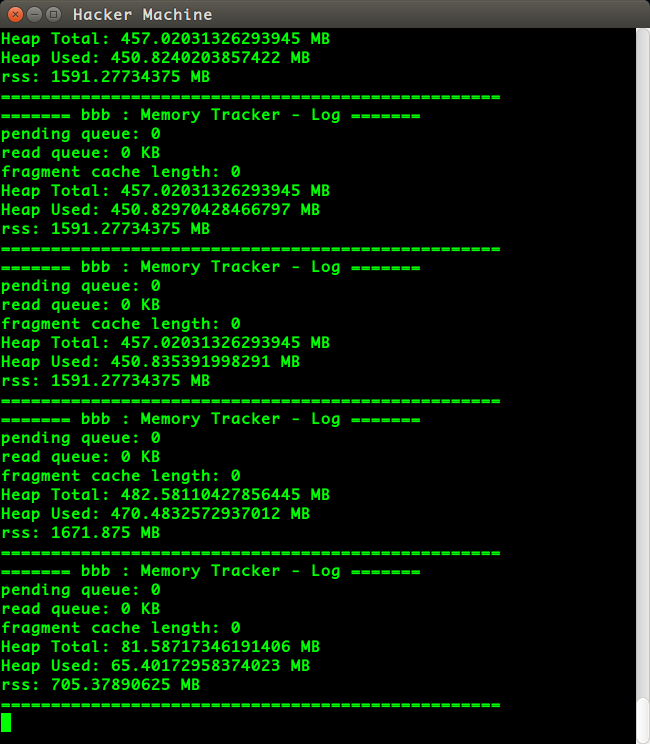 Hacker Machine
Heap Total: 457.02031326293945 MB
Heap Used: 450.8240203857422 MB
rss: 1591.27734375 MB
==================================================
======= bbb : Memory Tracker - Log =======
pending queue: 0
read queue: 0 KB
fragment cache length: 0
Heap Total: 457.02031326293945 MB
Heap Used: 450.82970428466797 MB
rss: 1591.27734375 MB
==================================================
======= bbb : Memory Tracker - Log =======
pending queue: 0
read queue: 0 KB
fragment cache length: 0
Heap Total: 457.02031326293945 MB
Heap Used: 450.835391998291 MB
rss: 1591.27734375 MB
==================================================
======= bbb : Memory Tracker - Log =======
pending queue: 0
read queue: 0 KB
fragment cache length: 0
Heap Total: 482.58110427856445 MB
Heap Used: 470.4832572937012 MB
rss: 1671.875 MB
==================================================
======= bbb : Memory Tracker - Log =======
pending queue: 0
read queue: 0 KB
fragment cache length: 0
Heap Total: 81.58717346191406 MB
Heap Used: 65.40172958374023 MB
rss: 705.37890625 MB
==================================================